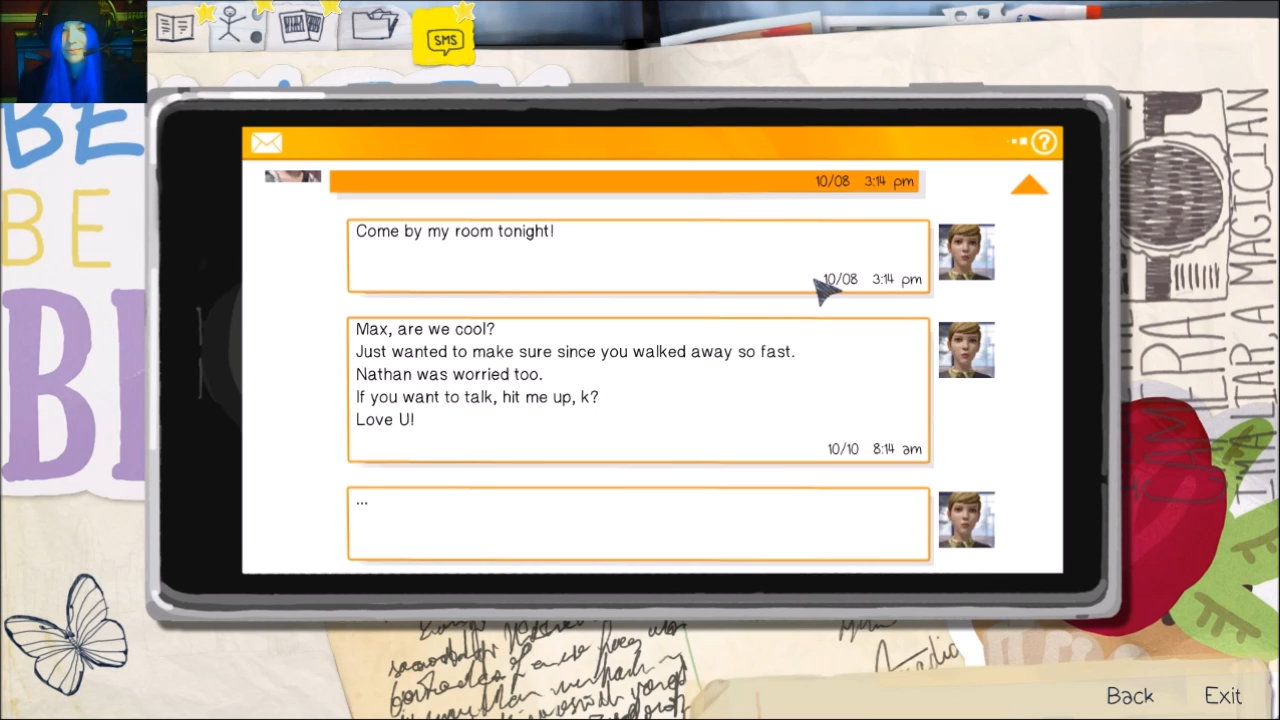 SMS
10/08 3:14 pm
Come by my room tonight!
10/08 3:14 pm
Max, are we cool?
Just wanted to make sure since you walked away so fast.
Nathan was worried too.
If you want to talk, hit me up, k?
Love U!
10/10 8:14 am
...
BE
BE
Back
Exit